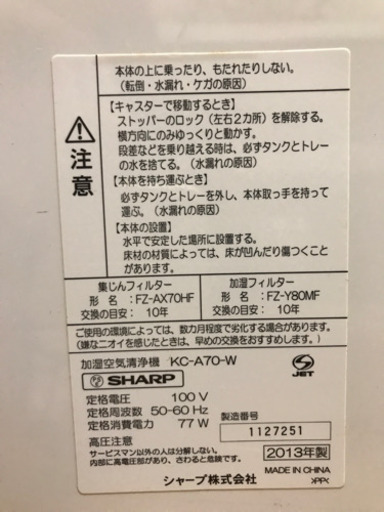 本体の上に乗ったり、もたれたりしない。
（転倒・水漏れ・ケガの原因）
注意
【キャスターで移動するとき】
ストッパーのロック（左右2カ所）を解除する。
横方向にのみゆっくりと動かす。
段差などを乗り越える時は、必ずタンクとトレー
の水を捨てる。（水漏れの原因）
【本体を持ち運ぶとき】
必ずタンクとトレーを外し、本体取っ手を持って
運ぶ。（水漏れの原因）
【本体の設置】
水平で安定した場所に設置する。
床材の材質によっては、床が凹んだり傷つくこと
があります。
集じんフィルター
形 名：FZ-AX70HF
交換の目安：10年
加湿フィルター
形 名：FZ-Y80MF
交換の目安：10年
ご使用の環境によっては、数カ月程度で劣化する場合があります。
（嫌なニオイを感じたときは、お手入れをしてください。）
加湿空気清浄機 KC-A70-W
SHARP
JET
定格電圧 100 V
定格周波数 50-60 Hz
定格消費電力 77 W
高圧注意
サービスマン以外の人は分解しない。
内部に高電圧部があり、さわると危険です。
製造番号
1127251
2013年製
MADE IN CHINA
シャープ株式会社
>PP<